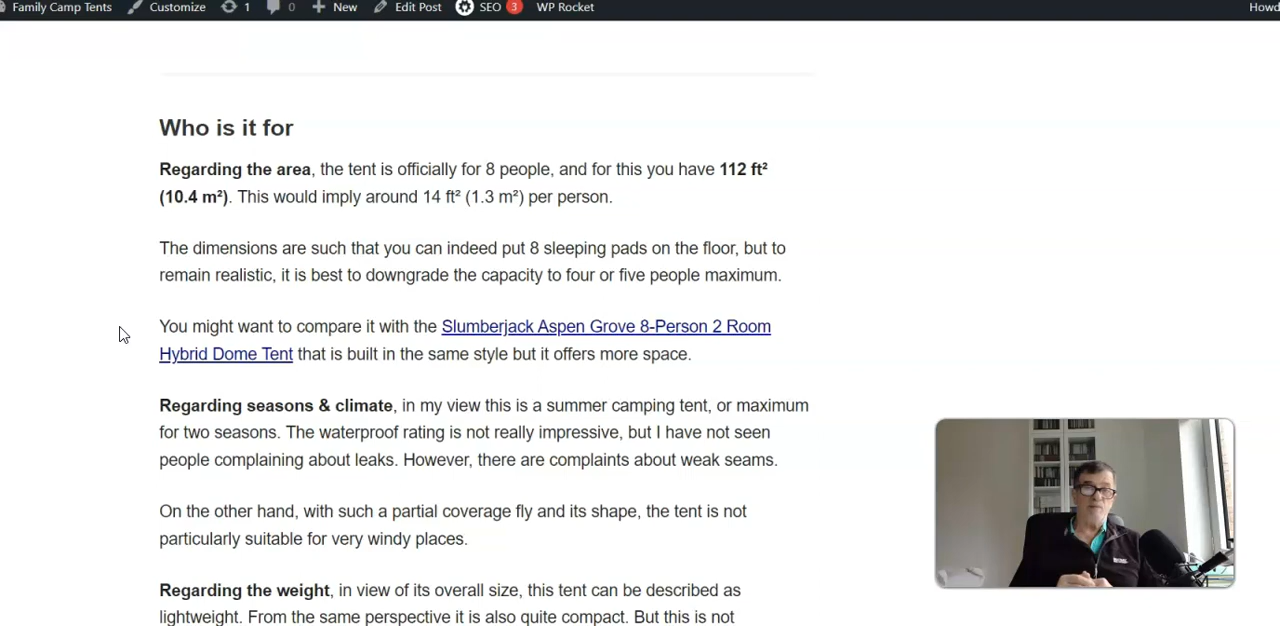 Family Camp Tents Customize 1 0 New Edit Post SEO 3 WP Rocket Howd
Who is it for
Regarding the area, the tent is officially for 8 people, and for this you have 112 ft²
(10.4 m²). This would imply around 14 ft² (1.3 m²) per person.
The dimensions are such that you can indeed put 8 sleeping pads on the floor, but to
remain realistic, it is best to downgrade the capacity to four or five people maximum.
You might want to compare it with the Slumberjack Aspen Grove 8-Person 2 Room
Hybrid Dome Tent that is built in the same style but it offers more space.
Regarding seasons & climate, in my view this is a summer camping tent, or maximum
for two seasons. The waterproof rating is not really impressive, but I have not seen
people complaining about leaks. However, there are complaints about weak seams.
On the other hand, with such a partial coverage fly and its shape, the tent is not
particularly suitable for very windy places.
Regarding the weight, in view of its overall size, this tent can be described as
lightweight. From the same perspective it is also quite compact. But this is not